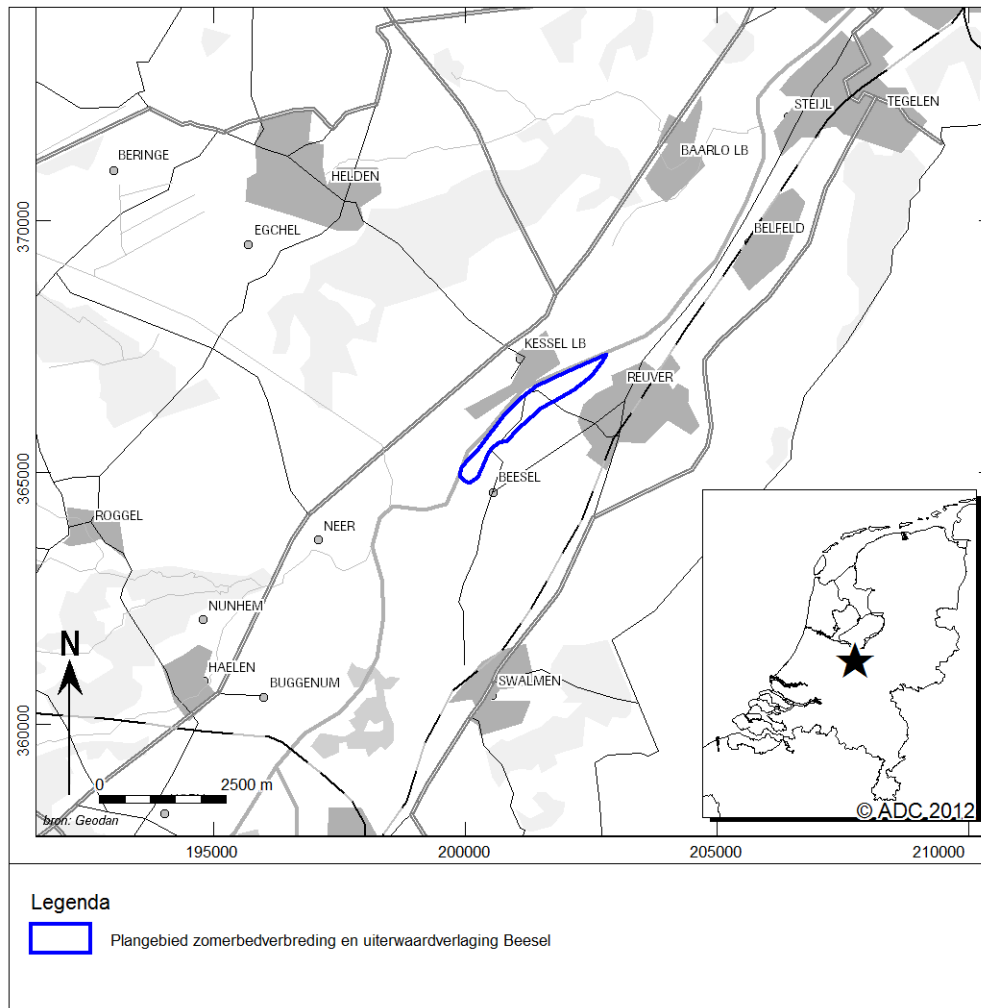 STEIJL
TEGELEN
BAARLO LB
BERINGE
HELDEN
370000
EGCHEL
BELFELD
KESSEL LB
REUVER
365000
BEESEL
ROGGEL
NEER
NUNHEM
N
HAELEN
BUGGENUM
SWALMEN
360000
0 2500 m
bron: Geodan
© ADC 2012
195000 200000 205000 210000
Legenda
Plangebied zomerbedverbreding en uiterwaardverlaging Beesel